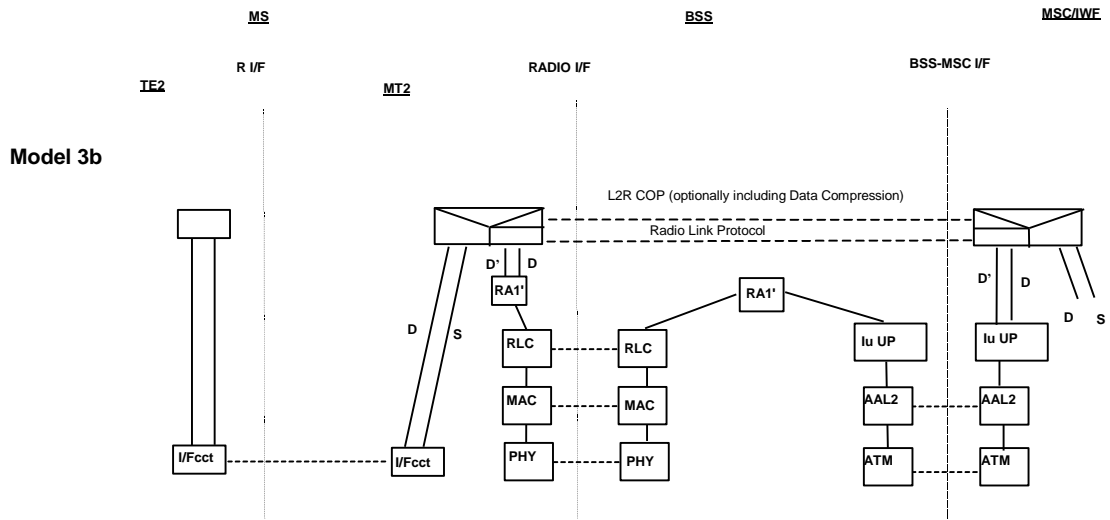 MS
BSS
MSC/IWF
R I/F
RADIO I/F
BSS-MSC I/F
TE2
MT2
Model 3b
L2R COP (optionally including Data Compression)
Radio Link Protocol
D’ D
D’ D
RA1'
RA1'
D S
D S
RLC
RLC
Iu UP
Iu UP
MAC
MAC
AAL2
AAL2
I/Fcct
I/Fcct
PHY
PHY
ATM
ATM